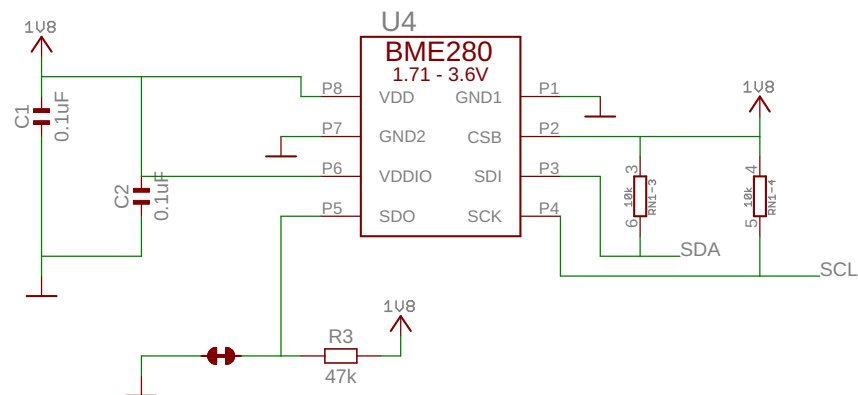 U4
1V8
BME280
1.71 - 3.6V
1V8
P8
VDD
GND1
P1
C1
0.1uF
P7
GND2
CSB
P2
P6
VDDIO
SDI
P3
3
10k
RN1-3
6
4
10k
RN1-4
5
C2
0.1uF
P5
SDO
SCK
P4
SDA
SCL
1V8
R3
47k